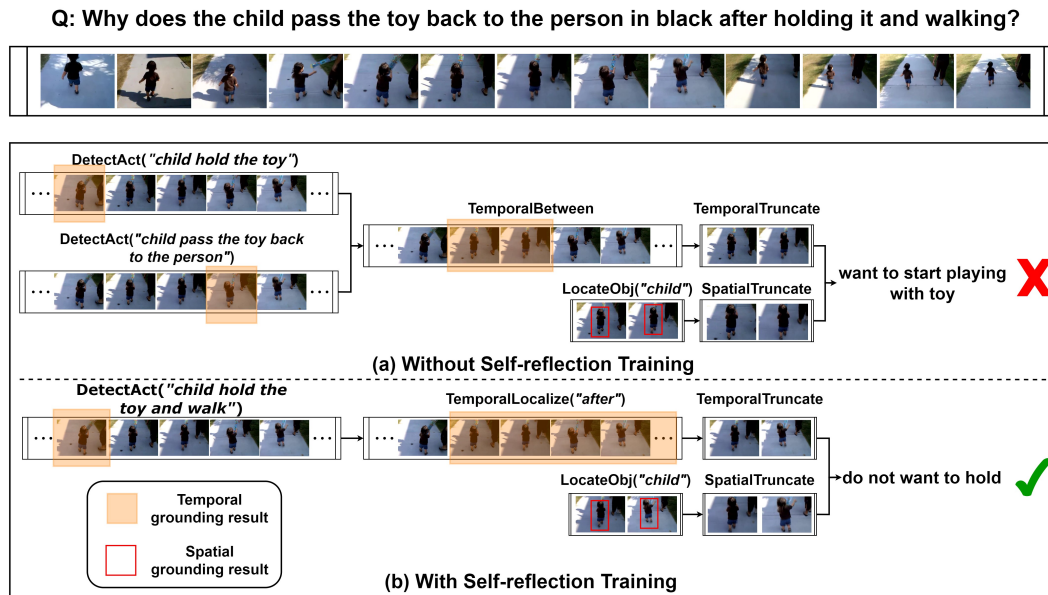 Q: Why does the child pass the toy back to the person in black after holding it and walking?
DetectAct("child hold the toy")
DetectAct("child pass the toy back
to the person")
TemporalBetween
TemporalTruncate
LocateObj("child")
SpatialTruncate
want to start playing
with toy
X
(a) Without Self-reflection Training
DetectAct("child hold the
toy and walk")
TemporalLocalize("after")
TemporalTruncate
LocateObj("child")
SpatialTruncate
do not want to hold
Temporal
grounding result
Spatial
grounding result
(b) With Self-reflection Training